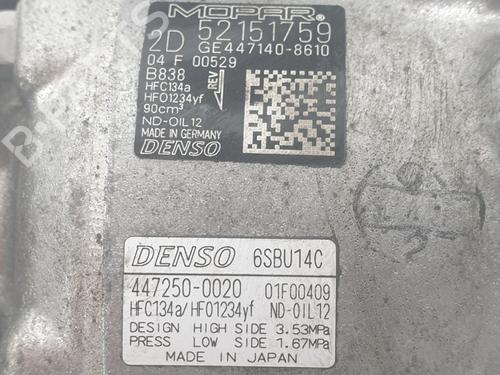 MOPAR®
2D 52151759
GE447140-8610
04 F 00529
B838
HFC134a
HFO1234yf
90cm³
REV
ND-OIL12
MADE IN GERMANY
DENSO
DENSO 6SBU14C
447250-0020 01F00409
HFC134a/HFO1234yf ND-OIL12
DESIGN HIGH SIDE 3.53MPa
PRESS LOW SIDE 1.67MPa
MADE IN JAPAN